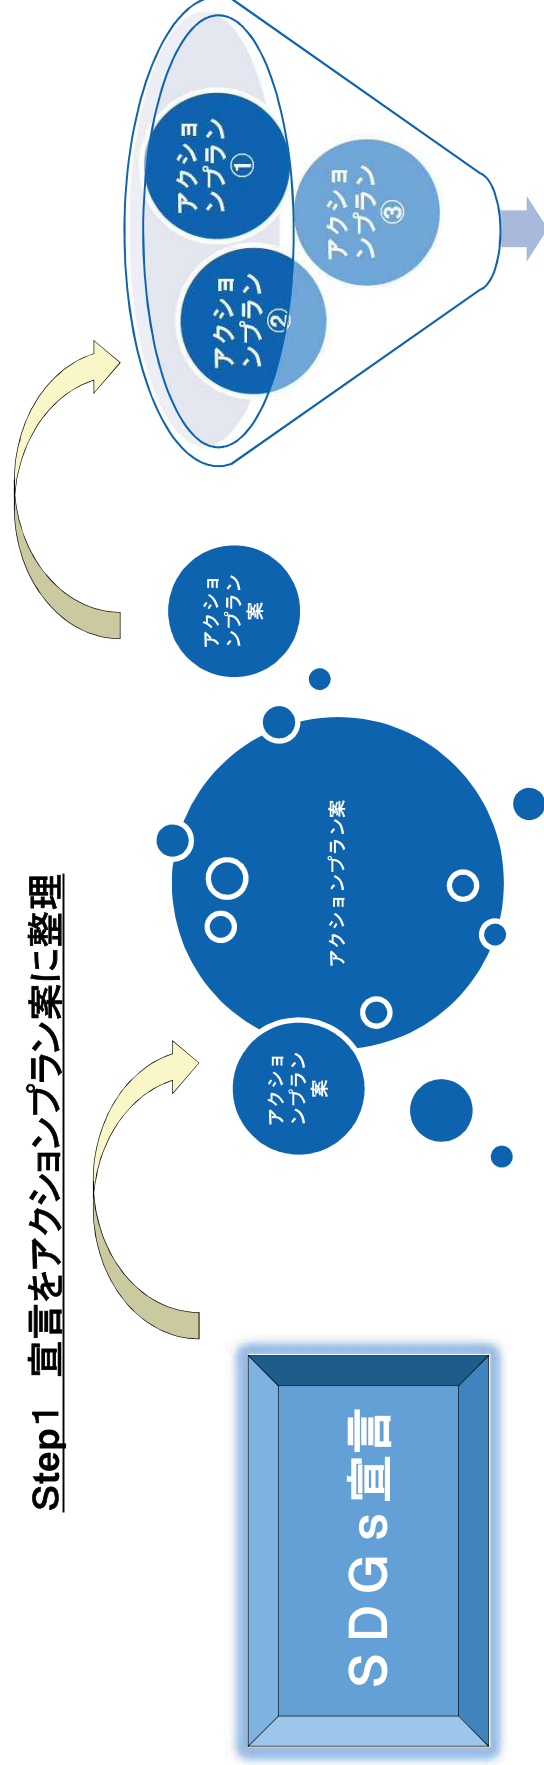 Step1　宣言をアクションプラン案に整理
SDGs宣言
アクショ
ンプラン
案
アクションプラン案
アクショ
ンプラン
案
アクショ
ンプラン
②
アクショ
ンプラン
①
アクショ
ンプラン
③